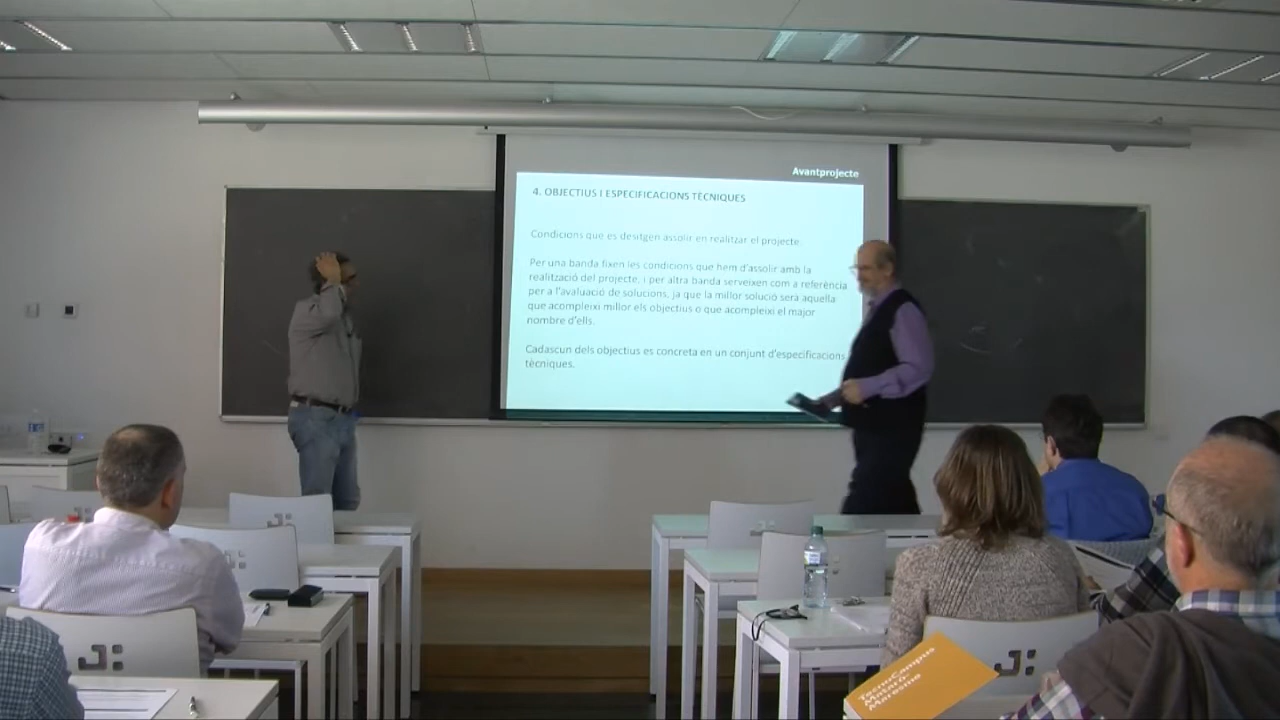 Avantprojecte
4. OBJECTIUS I ESPECIFICACIONS TÈCNIQUES
Condicions que es desitgen assolir en realitzar el projecte.
Per una banda fixen les condicions que hem d'assolir amb la
realització del projecte, i per altra banda serveixen com a referència
per a l'avaluació de solucions, ja que la millor solució serà aquella
que acompleixi millor els objectius o que acompleixi el major
nombre d'ells.
Cadascun dels objectius es concreta en un conjunt d'especificacions
tècniques.
TecnoCampus
Mataró-
Maresme
J:
J: